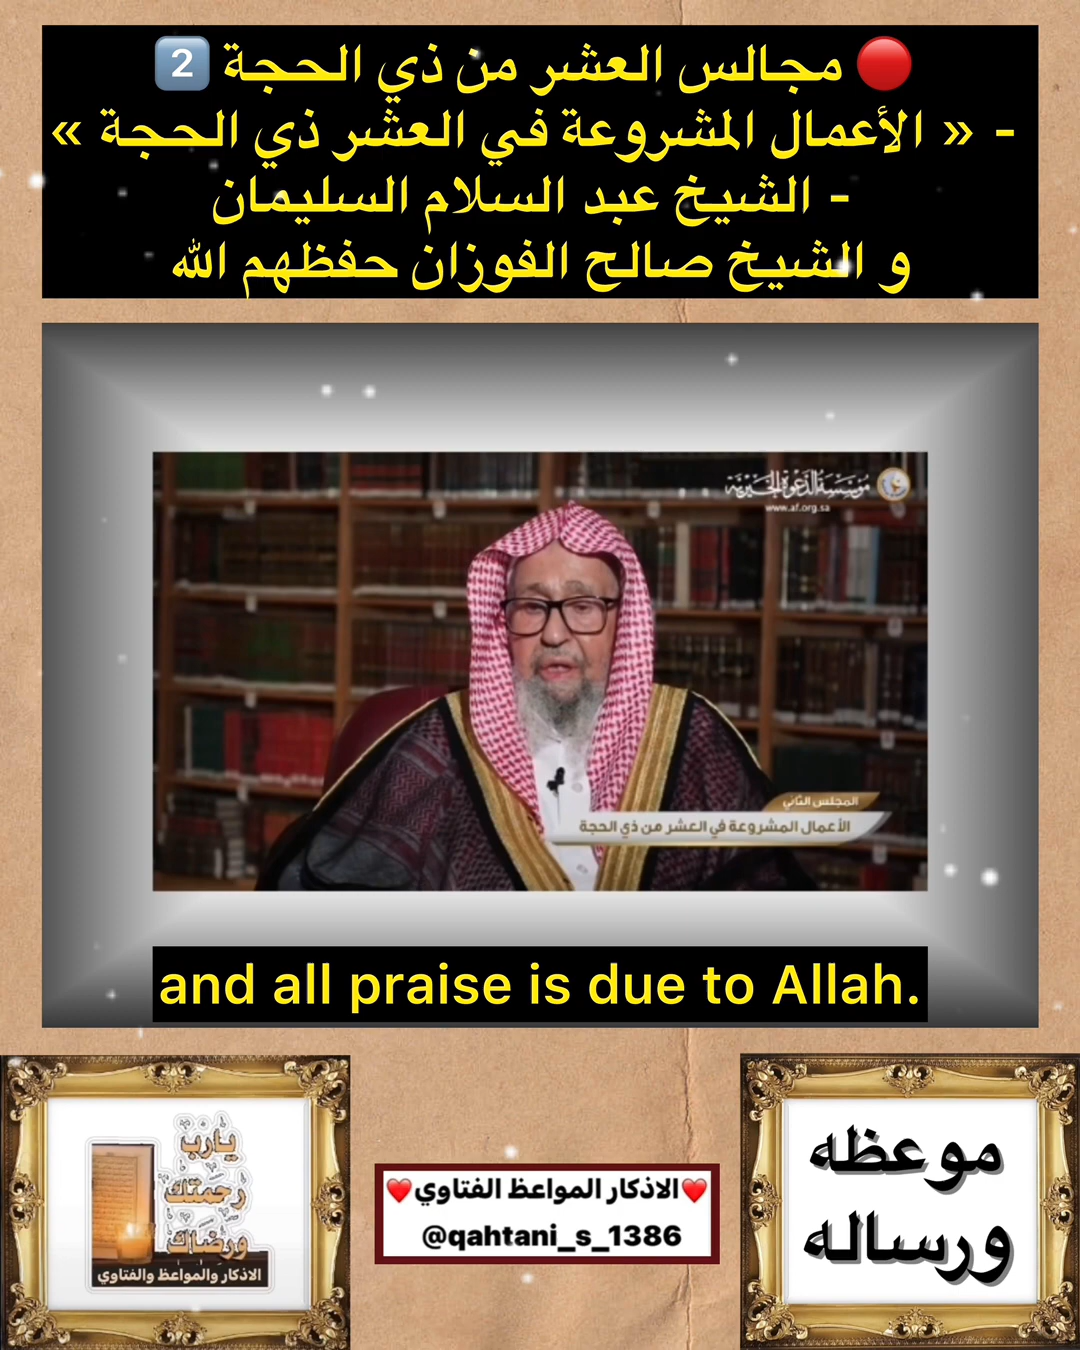 🔴 مجالس العشر من ذي الحجة 2️⃣
- « الأعمال المشروعة في العشر ذي الحجة »
- الشيخ عبد السلام السليمان
و الشيخ صالح الفوزان حفظهم الله
مؤسسة الدعوة الخيرية
www.af.org.sa
المجلس الثاني
الأعمال المشروعة في العشر من ذي الحجة
and all praise is due to Allah.
يارب
رحمتك
ورضاك
الاذكار والمواعظ والفتاوي
❤️الاذكار المواعظ الفتاوي❤️
@qahtani_s_1386
موعظه
ورساله